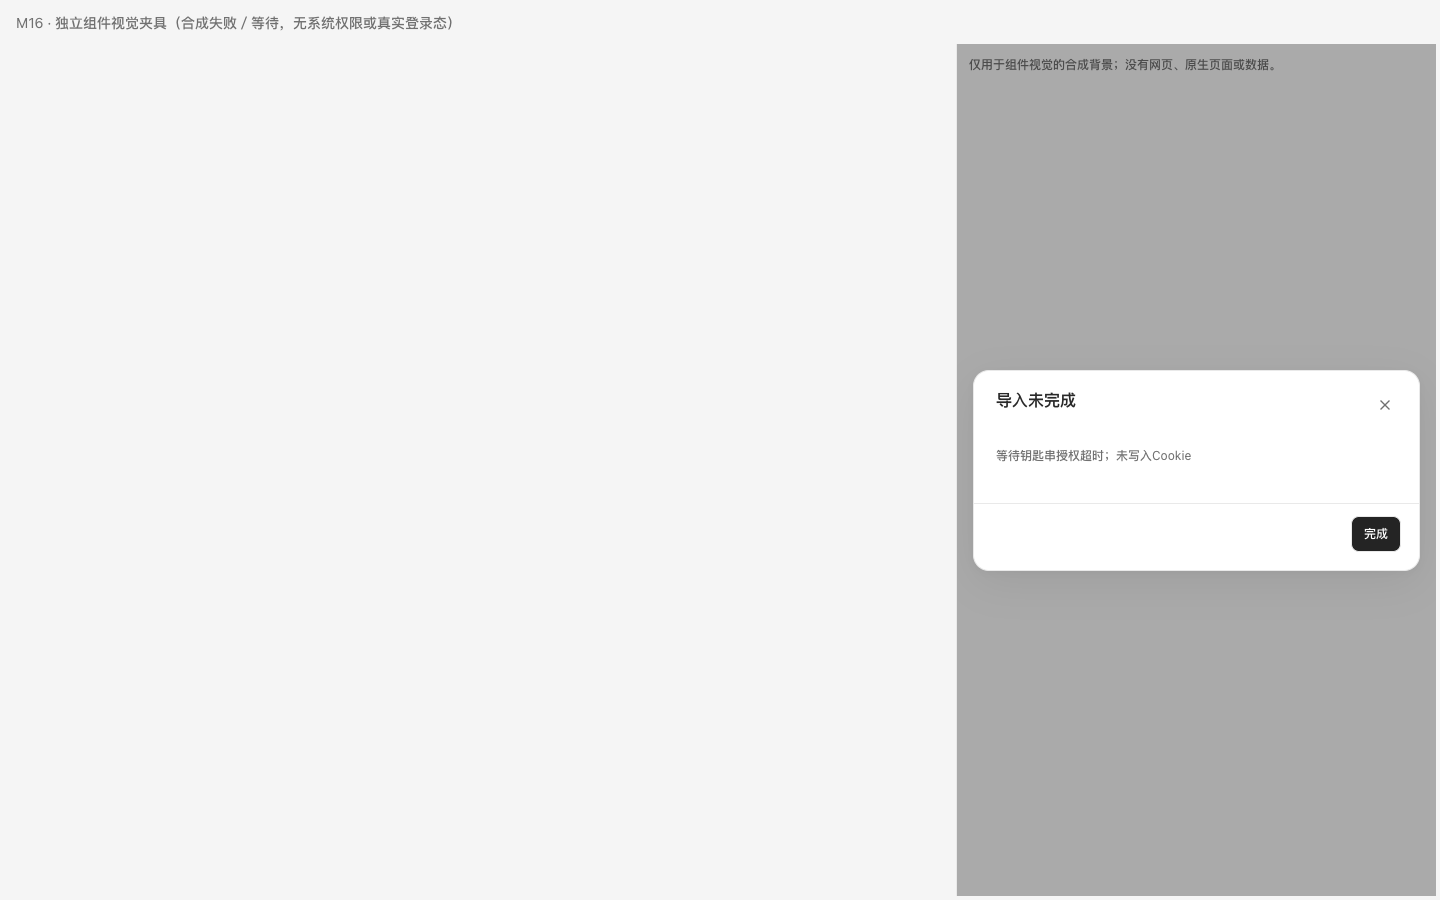 M16 · 独立组件视觉夹具（合成失败 / 等待，无系统权限或真实登录态）
仅用于组件视觉的合成背景；没有网页、原生页面或数据。
导入未完成
等待钥匙串授权超时；未写入Cookie
完成